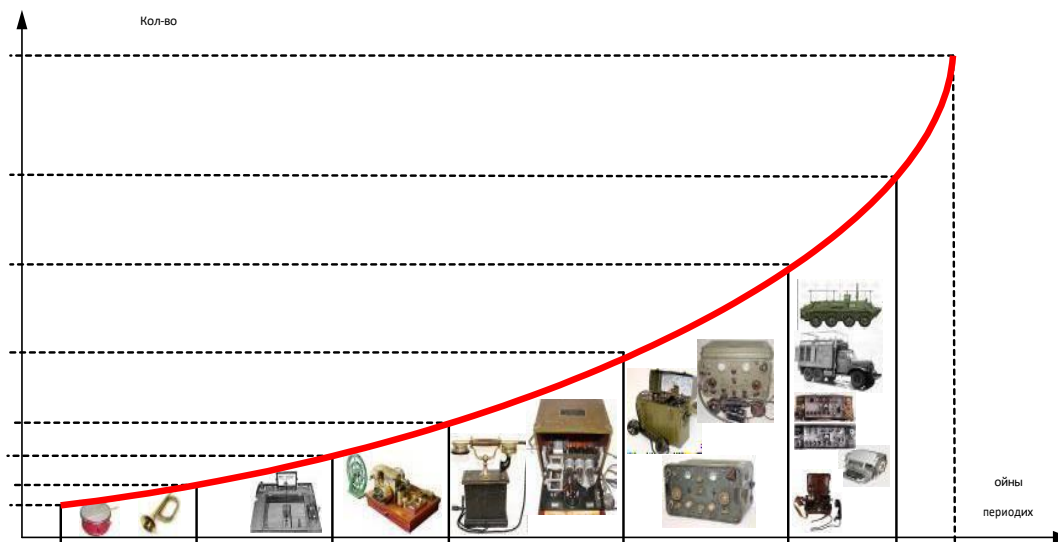 Кол-во
ойны
периодих